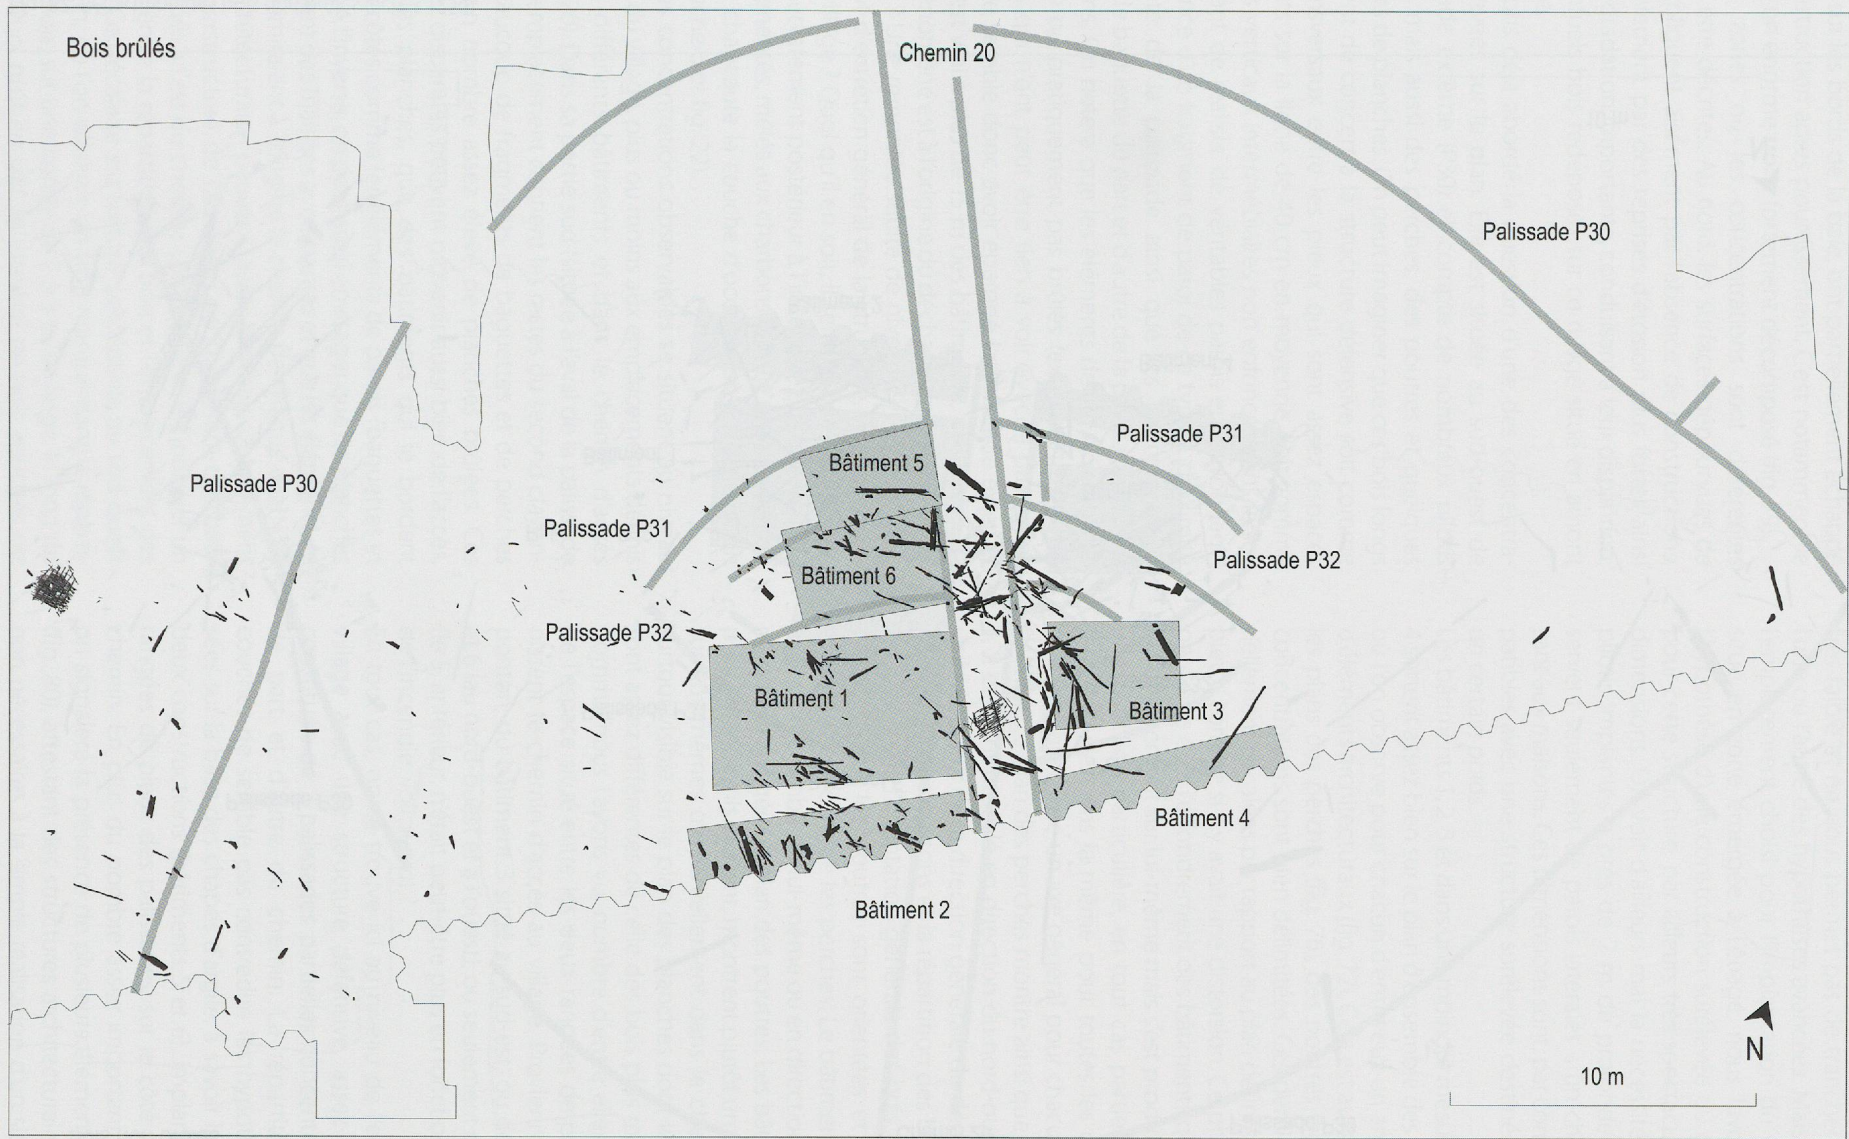 Bois brûlés
Chemin 20
Palissade P30
Palissade P31
Bâtiment 5
Palissade P30
Palissade P31
Palissade P32
Bâtiment 6
Palissade P32
Bâtiment 1
Bâtiment 3
Bâtiment 4
Bâtiment 2
N
10 m